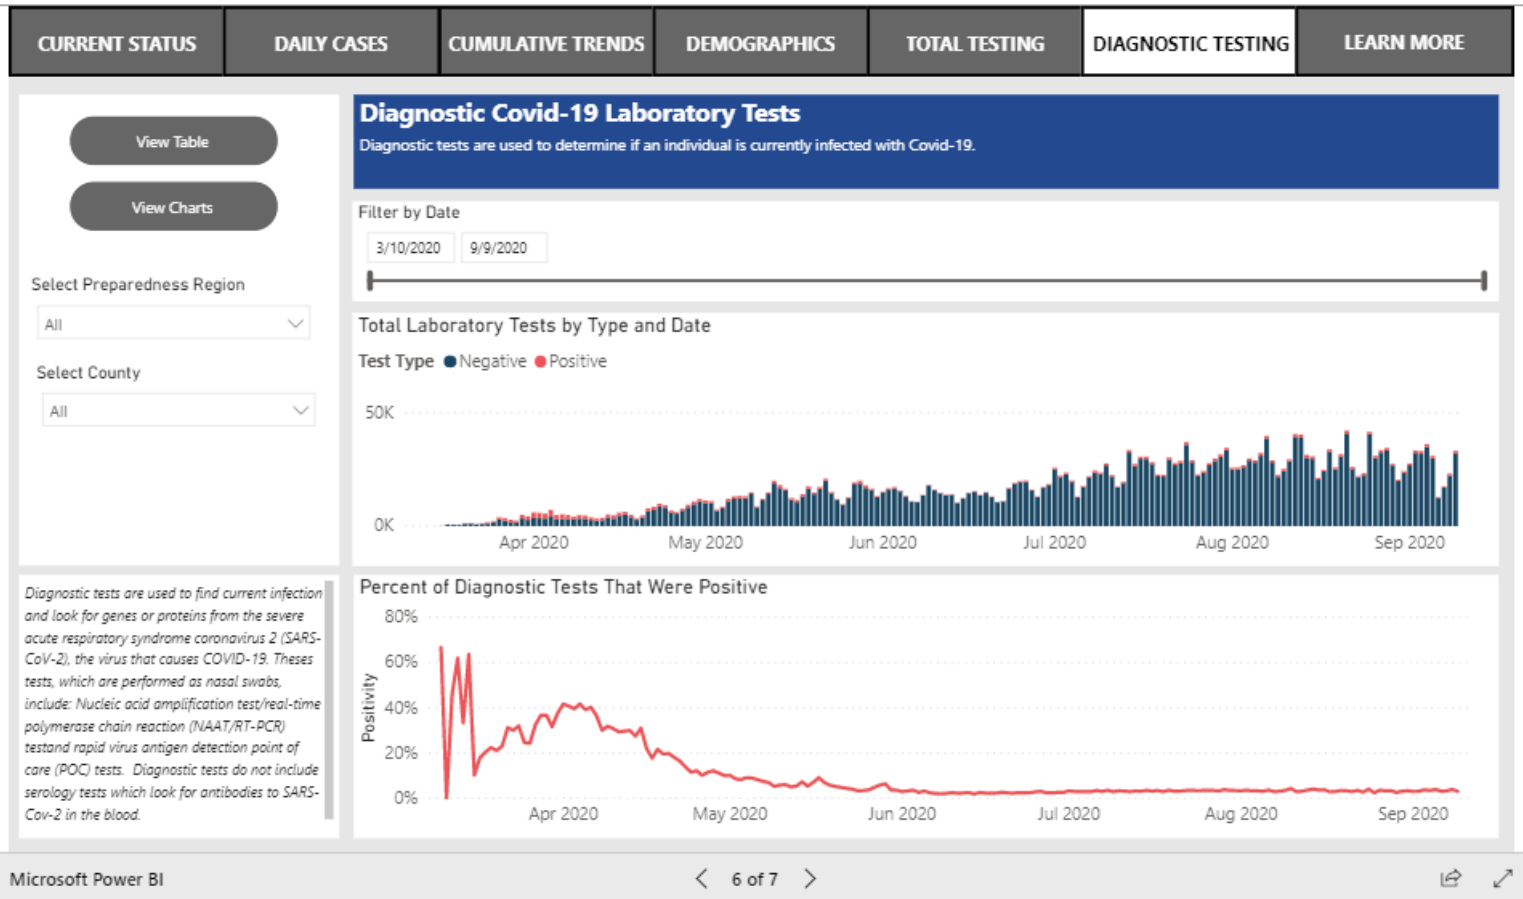 CURRENT STATUS
DAILY CASES
CUMULATIVE TRENDS
DEMOGRAPHICS
TOTAL TESTING
DIAGNOSTIC TESTING
LEARN MORE
View Table
View Charts
Select Preparedness Region
All
Select County
All
Diagnostic tests are used to find current infection
and look for genes or proteins from the severe
acute respiratory syndrome coronavirus 2 (SARS-
CoV-2), the virus that causes COVID-19. Theses
tests, which are performed as nasal swabs,
include: Nucleic acid amplification test/real-time
polymerase chain reaction (NAAT/RT-PCR)
testand rapid virus antigen detection point of
care (POC) tests. Diagnostic tests do not include
serology tests which look for antibodies to SARS-
Cov-2 in the blood.
Diagnostic Covid-19 Laboratory Tests
Diagnostic tests are used to determine if an individual is currently infected with Covid-19.
Filter by Date
3/10/2020
9/9/2020
Total Laboratory Tests by Type and Date
Test Type Negative Positive
50K
0K
Apr 2020 May 2020 Jun 2020 Jul 2020 Aug 2020 Sep 2020
Percent of Diagnostic Tests That Were Positive
Positivity
80%
60%
40%
20%
0%
Apr 2020 May 2020 Jun 2020 Jul 2020 Aug 2020 Sep 2020
Microsoft Power BI
6 of 7